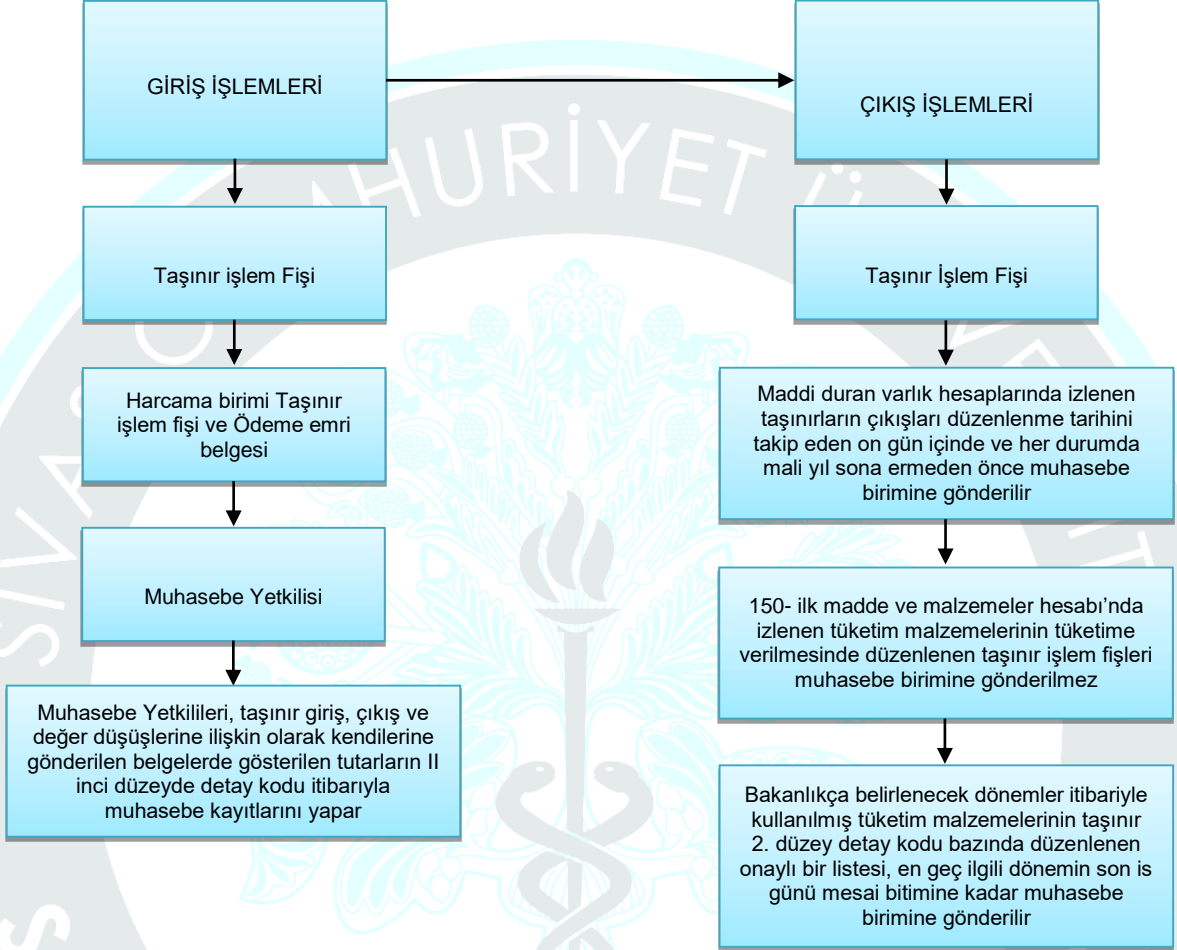 GİRİŞ İŞLEMLERİ
Taşınır işlem Fişi
Harcama birimi Taşınır
işlem fişi ve Ödeme emri
belgesi
Muhasebe Yetkilisi
Muhasebe Yetkilileri, taşınır giriş, çıkış ve
değer düşüşlerine ilişkin olarak kendilerine
gönderilen belgelerde gösterilen tutarların II
inci düzeyde detay kodu itibarıyla
muhasebe kayıtlarını yapar
ÇIKIŞ İŞLEMLERİ
Taşınır İşlem Fişi
Maddi duran varlık hesaplarında izlenen
taşınırların çıkışları düzenlenme tarihini
takip eden on gün içinde ve her durumda
mali yıl sona ermeden önce muhasebe
birimine gönderilir
150- ilk madde ve malzemeler hesabı’nda
izlenen tüketim malzemelerinin tüketime
verilmesinde düzenlenen taşınır işlem fişleri
muhasebe birimine gönderilmez
Bakanlıkça belirlenecek dönemler itibariyle
kullanılmış tüketim malzemelerinin taşınır
2. düzey detay kodu bazında düzenlenen
onaylı bir listesi, en geç ilgili dönemin son is
günü mesai bitimine kadar muhasebe
birimine gönderilir